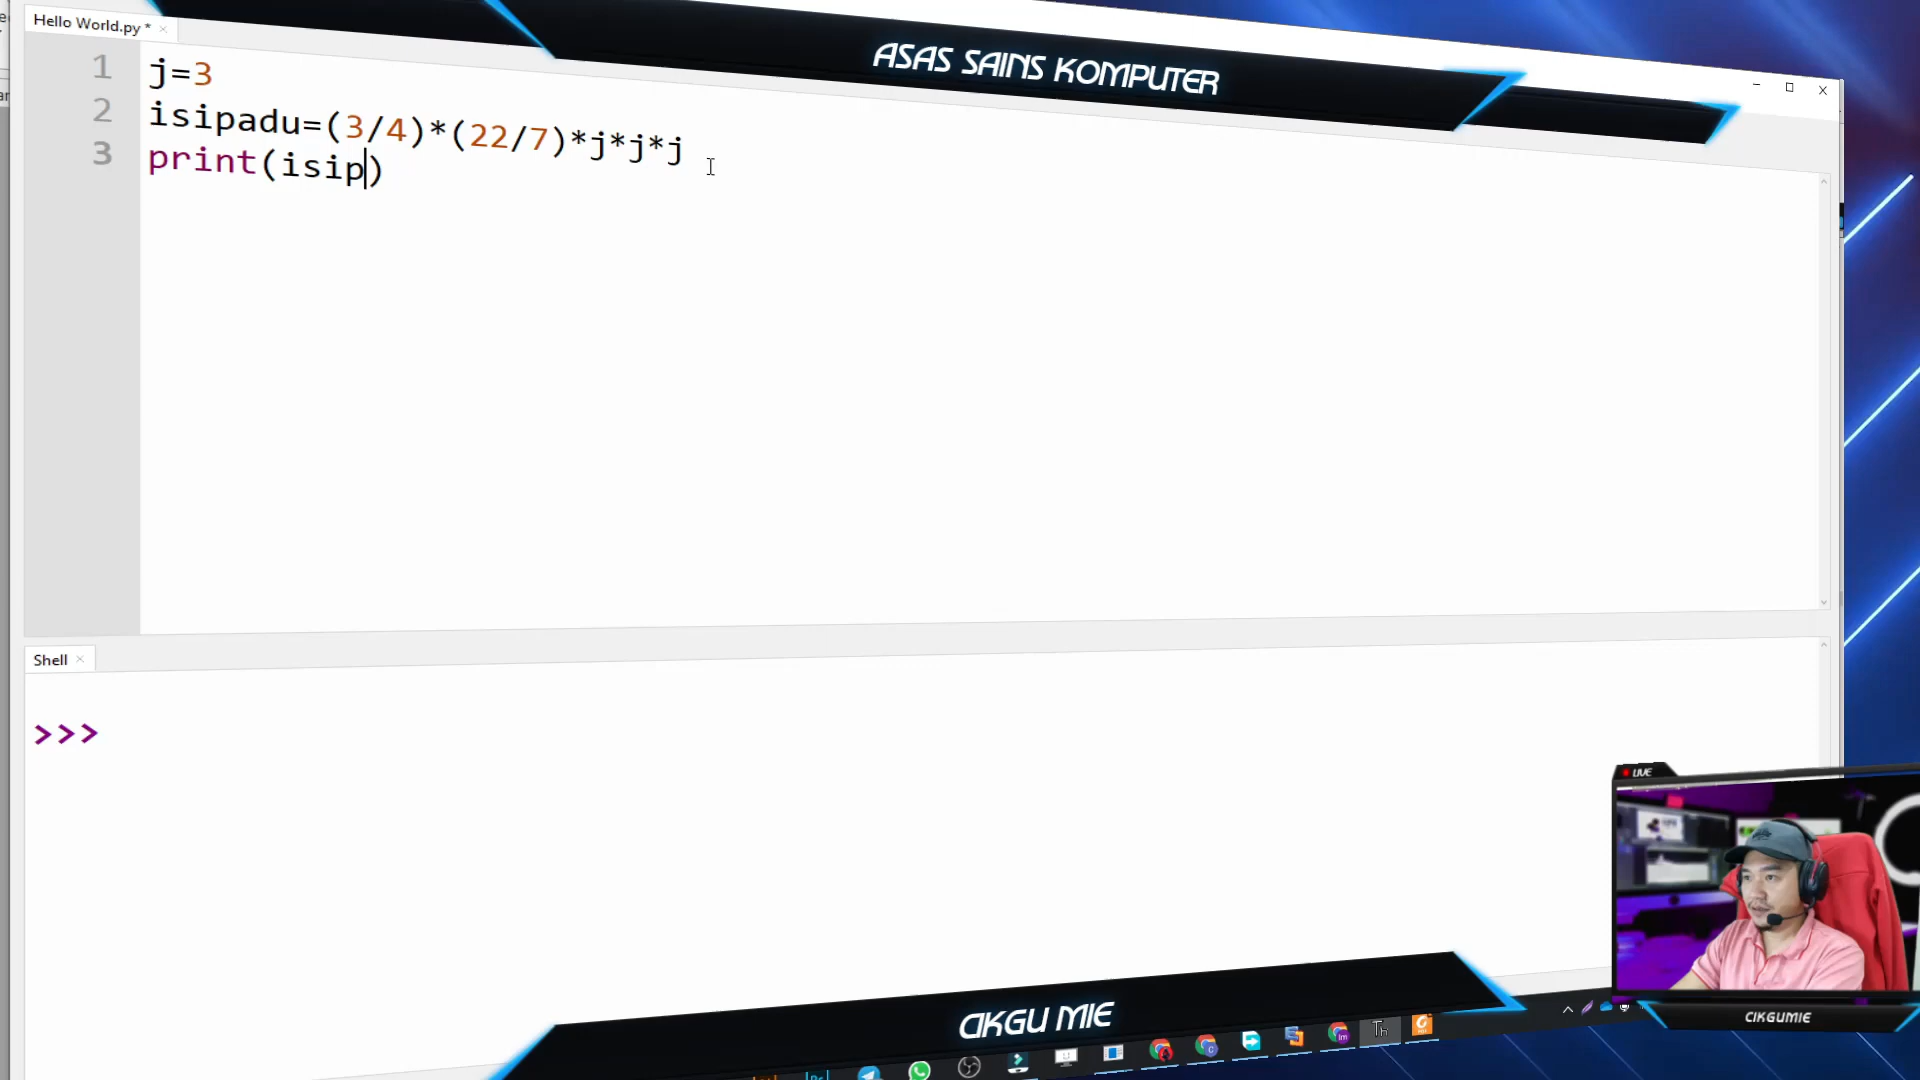 Hello World.py *
ASAS SAINS KOMPUTER
1 j=3
2 isipadu=(3/4)*(22/7)*j*j*j
3 print(isip)
Shell
>>>
LIVE
CIKGU MIE
CIKGUMIE
Th